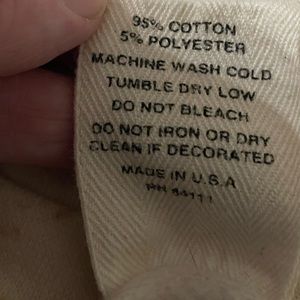 95% COTTON
5% POLYESTER
MACHINE WASH COLD
TUMBLE DRY LOW
DO NOT BLEACH
DO NOT IRON OR DRY
CLEAN IF DECORATED
MADE IN U.S.A
RN